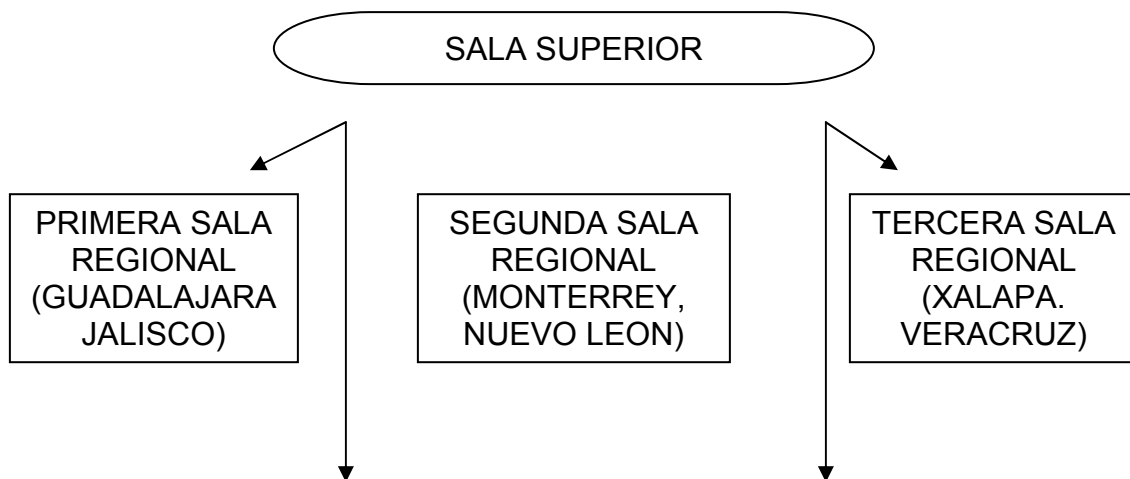 SALA SUPERIOR
PRIMERA SALA
REGIONAL
(GUADALAJARA
JALISCO)
SEGUNDA SALA
REGIONAL
(MONTERREY,
NUEVO LEON)
TERCERA SALA
REGIONAL
(XALAPA.
VERACRUZ)